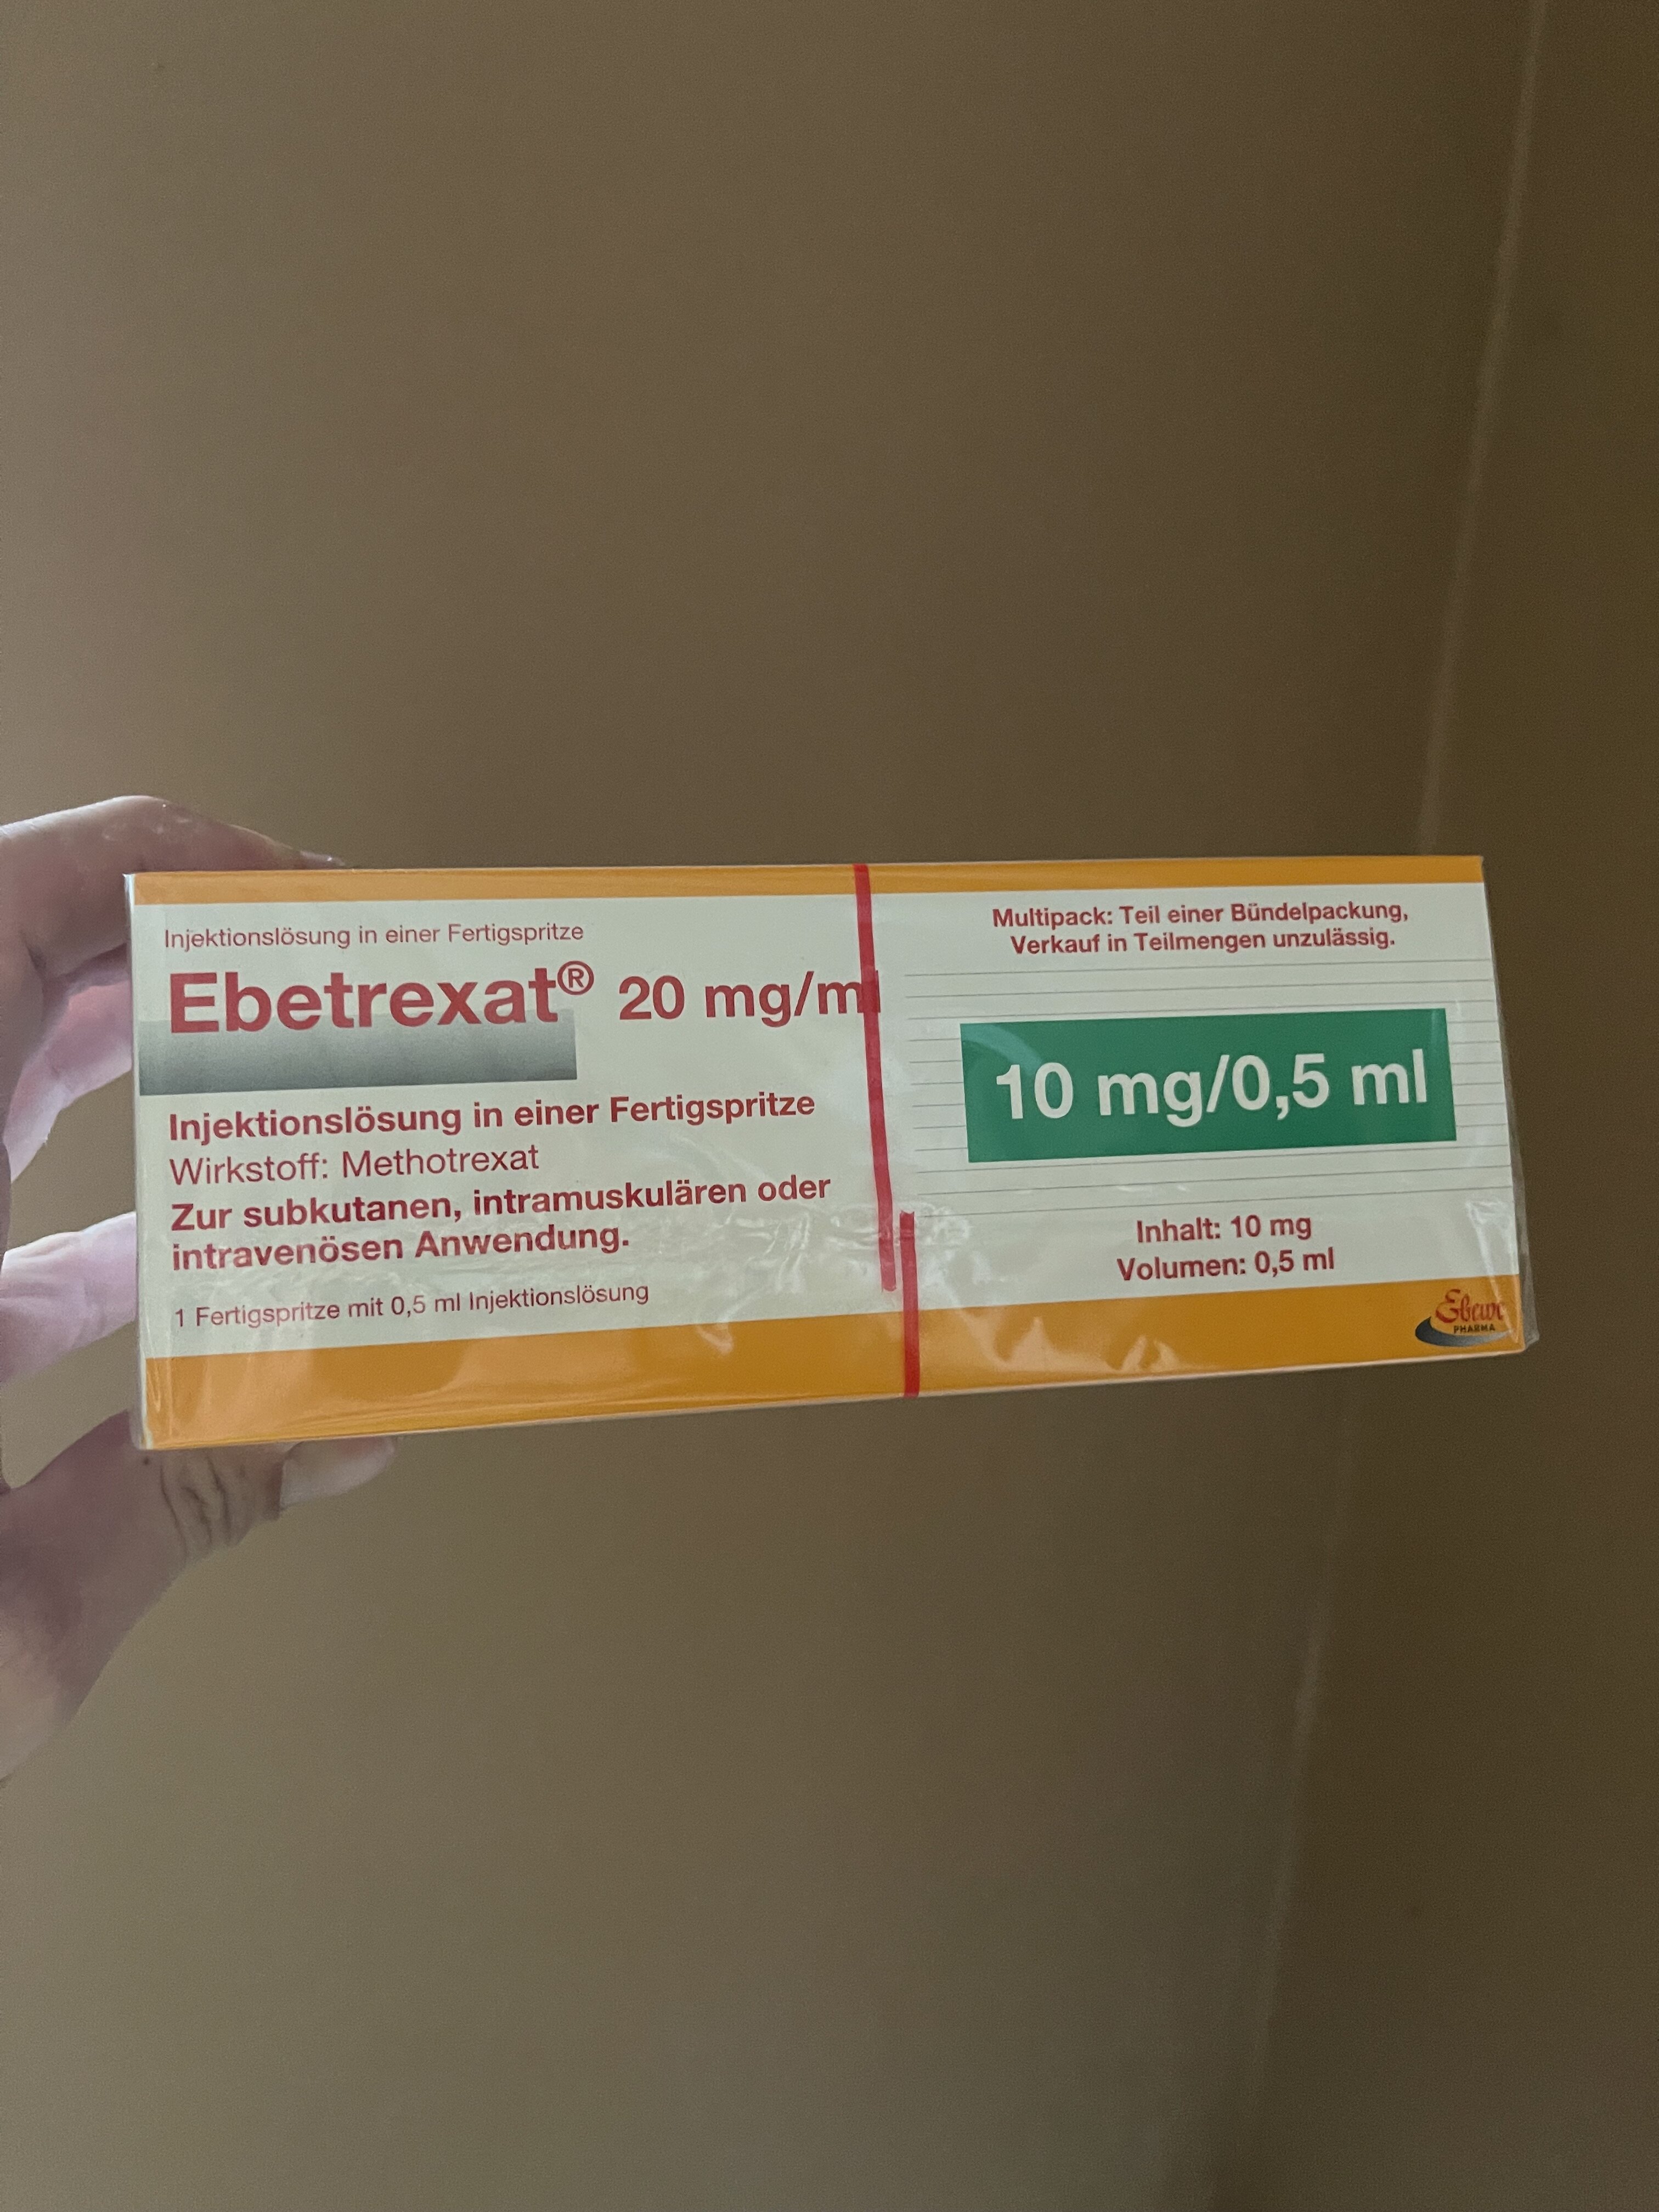 Injektionslösung in einer Fertigspritze
Ebetrexat® 20 mg/ml
Injektionslösung in einer Fertigspritze
Wirkstoff: Methotrexat
Zur subkutanen, intramuskulären oder
intravenösen Anwendung.
1 Fertigspritze mit 0,5 ml Injektionslösung
Multipack: Teil einer Bündelpackung,
Verkauf in Teilmengen unzulässig.
10 mg/0,5 ml
Inhalt: 10 mg
Volumen: 0,5 ml
Ebewe
PHARMA